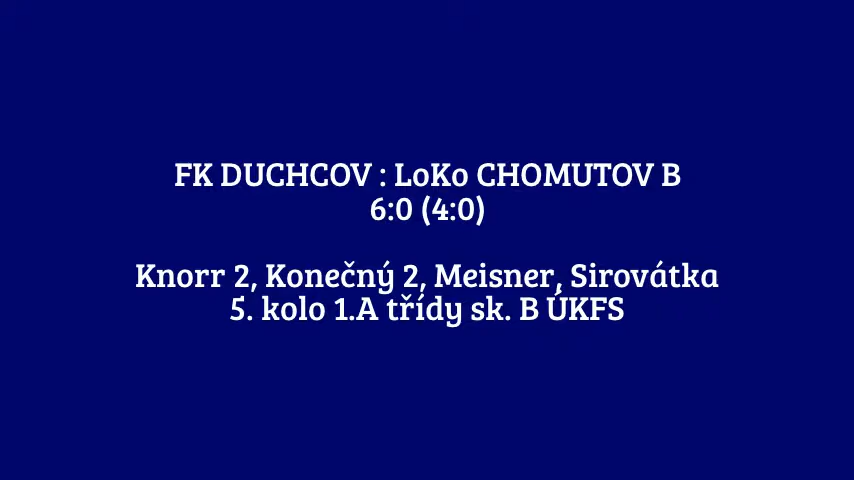 FK DUCHCOV : LoKo CHOMUTOV B
6:0 (4:0)
Knorr 2, Konečný 2, Meisner, Sirovátka
5. kolo 1.A třídy sk. B ÚKFS